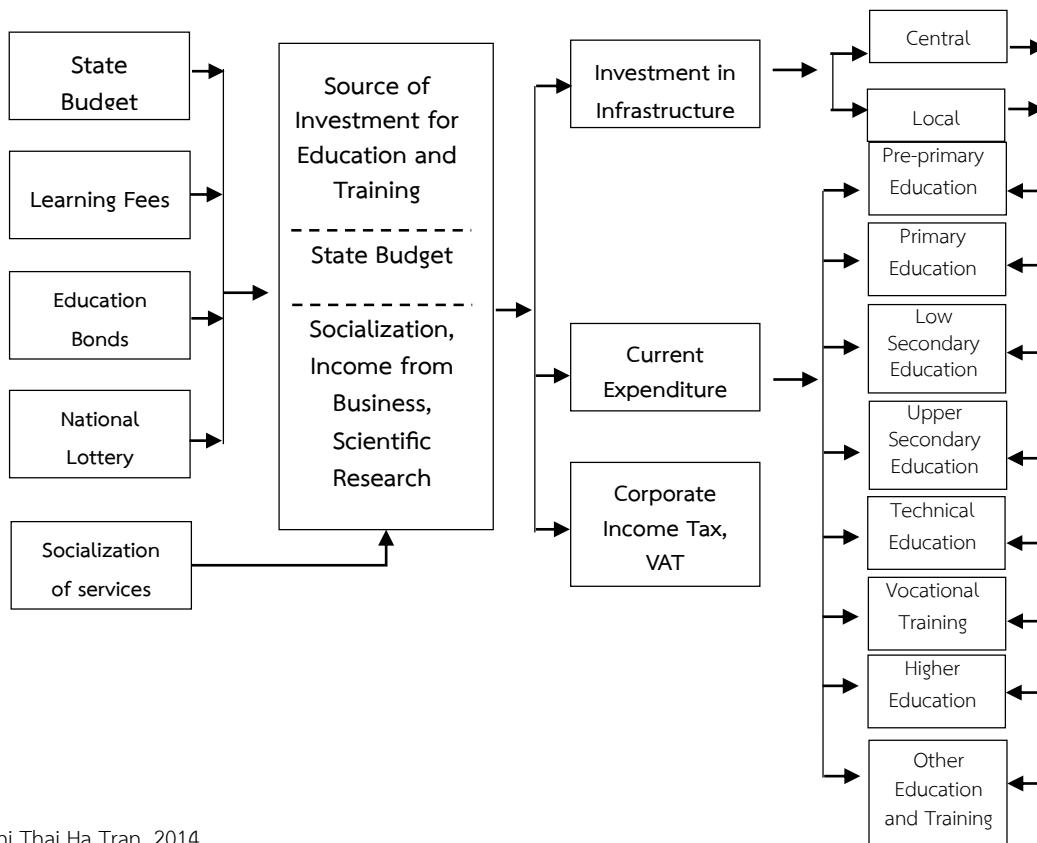 State
Budget
Learning Fees
Education
Bonds
National
Lottery
Socialization
of services
Source of
Investment for
Education and
Training
State Budget
Socialization,
Income from
Business,
Scientific
Research
Investment in
Infrastructure
Current
Expenditure
Corporate
Income Tax,
VAT
Central
Local
Pre-primary
Education
Primary
Education
Low
Secondary
Education
Upper
Secondary
Education
Technical
Education
Vocational
Training
Higher
Education
Other
Education
and Training
Thai Ha Tran, 2014